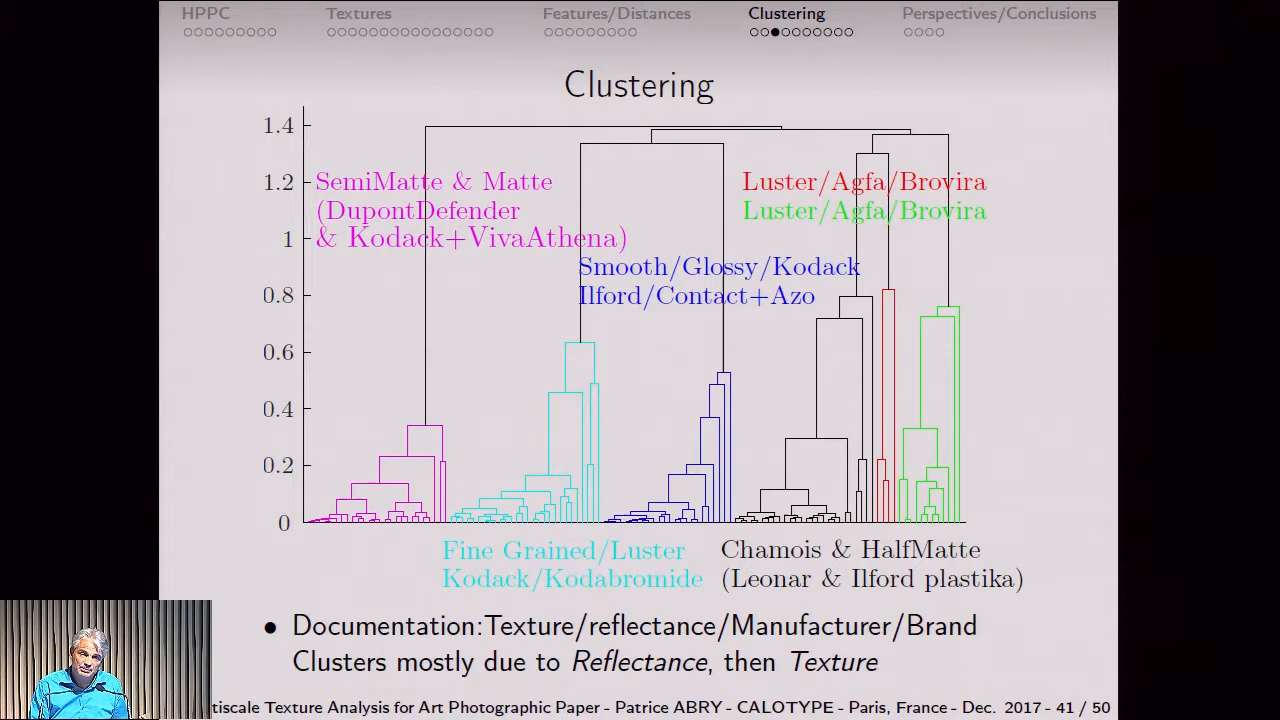 HPPC Textures Features/Distances Clustering Perspectives/Conclusions
Clustering
1.4
1.2
1
0.8
0.6
0.4
0.2
0
SemiMatte & Matte
(DupontDefender
& Kodack+VivaAthena)
Luster/Agfa/Brovira
Luster/Agfa/Brovira
Smooth/Glossy/Kodack
Ilford/Contact+Azo
Fine Grained/Luster
Kodack/Kodabromide
Chamois & HalfMatte
(Leonar & Ilford plastika)
• Documentation:Texture/reflectance/Manufacturer/Brand
Clusters mostly due to Reflectance, then Texture
tiscale Texture Analysis for Art Photographic Paper - Patrice ABRY - CALOTYPE - Paris, France - Dec. 2017 - 41 / 50